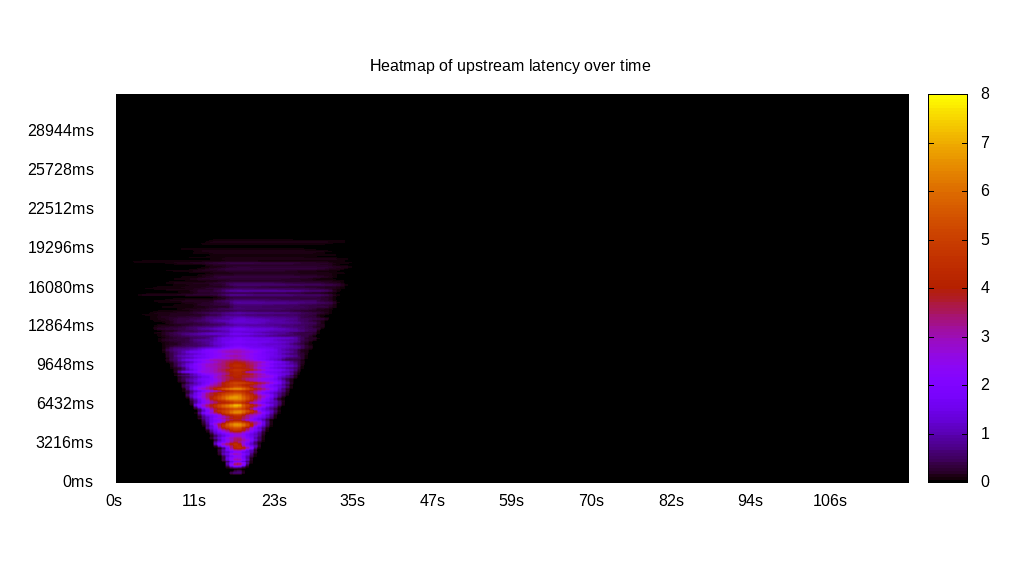 Heatmap of upstream latency over time
28944ms
25728ms
22512ms
19296ms
16080ms
12864ms
9648ms
6432ms
3216ms
0ms
0s 11s 23s 35s 47s 59s 70s 82s 94s 106s
8
7
6
5
4
3
2
1
0